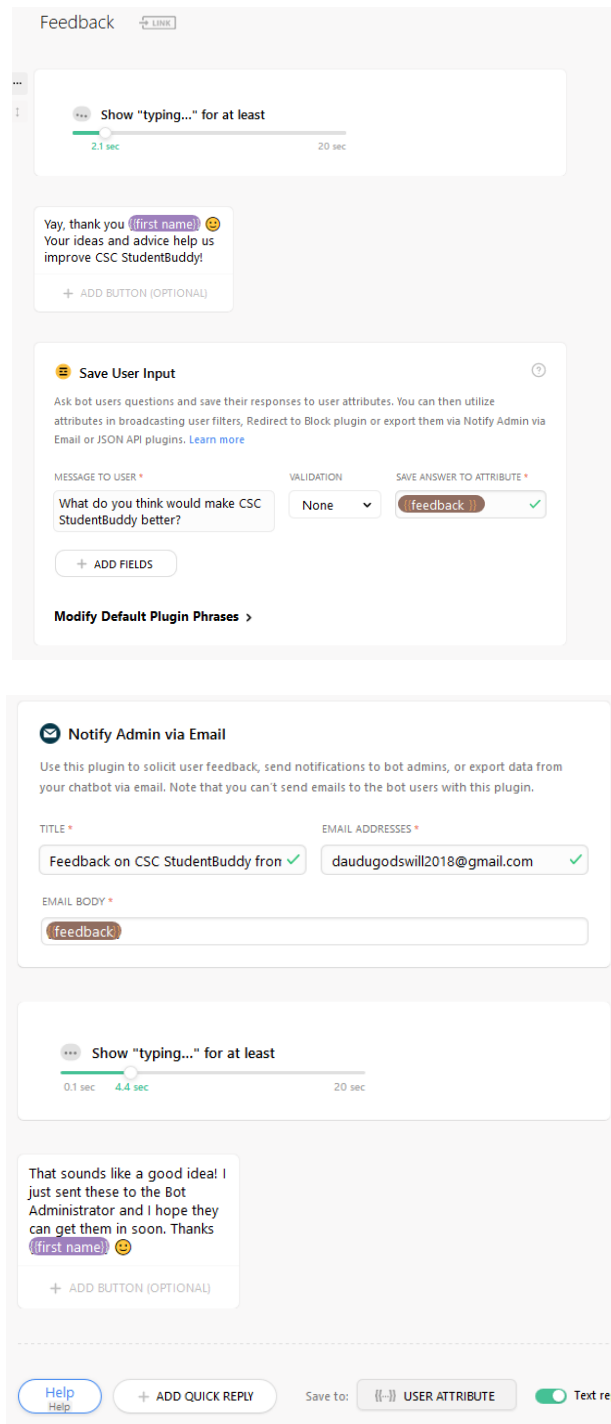 Feedback LINK
Show "typing..." for at least
2.1 sec 20 sec
Yay, thank you {{first name}} 🙂
Your ideas and advice help us
improve CSC StudentBuddy!
+ ADD BUTTON (OPTIONAL)
Save User Input
Ask bot users questions and save their responses to user attributes. You can then utilize
attributes in broadcasting user filters, Redirect to Block plugin or export them via Notify Admin via
Email or JSON API plugins. Learn more
MESSAGE TO USER * VALIDATION SAVE ANSWER TO ATTRIBUTE *
What do you think would make CSC
StudentBuddy better?
None
{{feedback }}
+ ADD FIELDS
Modify Default Plugin Phrases >
Notify Admin via Email
Use this plugin to solicit user feedback, send notifications to bot admins, or export data from
your chatbot via email. Note that you can't send emails to the bot users with this plugin.
TITLE * EMAIL ADDRESSES *
Feedback on CSC StudentBuddy from daudugodswill2018@gmail.com
EMAIL BODY *
{{feedback}}
Show "typing..." for at least
0.1 sec 4.4 sec 20 sec
That sounds like a good idea! I
just sent these to the Bot
Administrator and I hope they
can get them in soon. Thanks
{{first name}} 🙂
+ ADD BUTTON (OPTIONAL)
Help
Help
+ ADD QUICK REPLY Save to: {{...}} USER ATTRIBUTE Text re